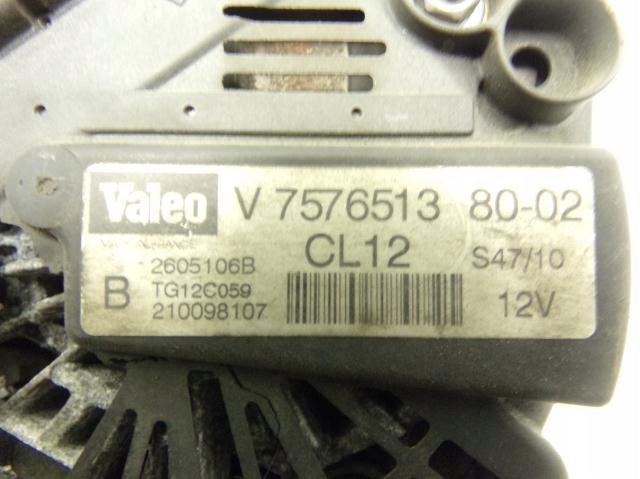 Valeo V 7576513 80-02
CL12 S47/10
2605106B
B TG12C059
210098107
12V